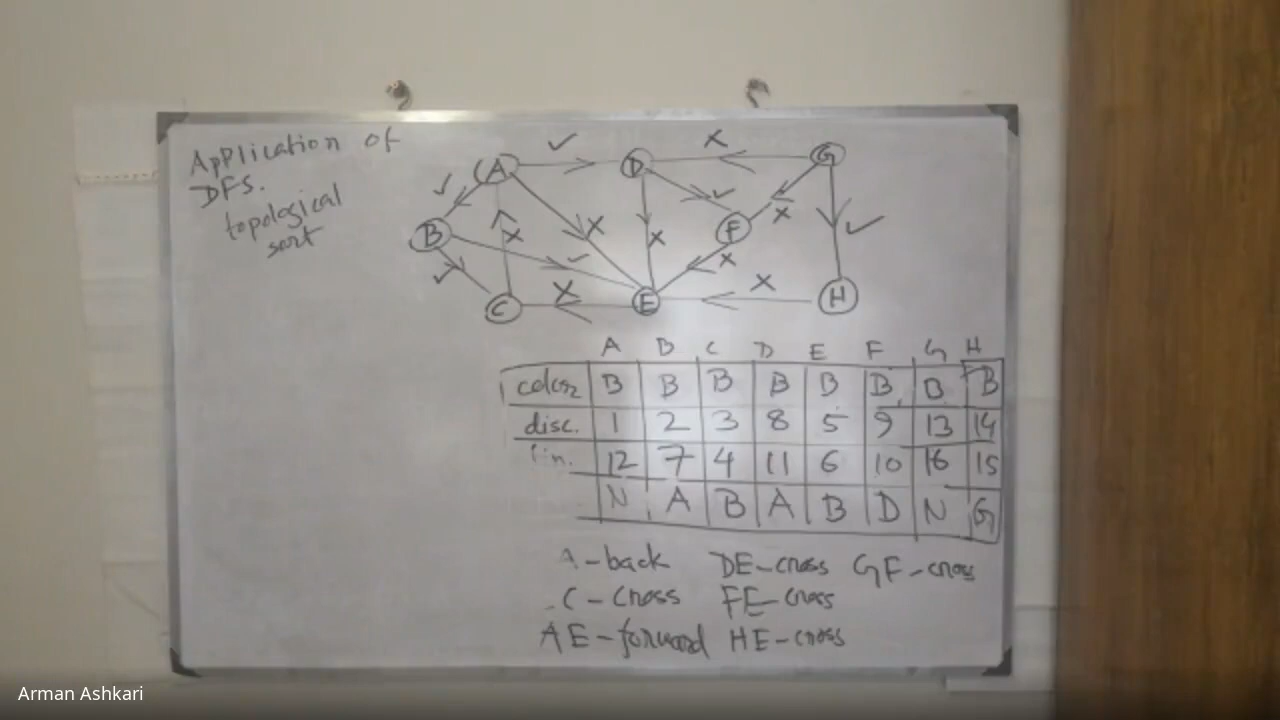 Application of
DFS.
topological
sort
A
D
G
B
F
C
E
H
A B C D E F G H
color B B B B B B B B
disc. 1 2 3 8 5 9 13 14
fin. 12 7 4 11 6 10 16 15
N A B A B D N G
A-back DE-cross GF-cross
C-cross FE-cross
AE-forward HE-cross
Arman Ashkari